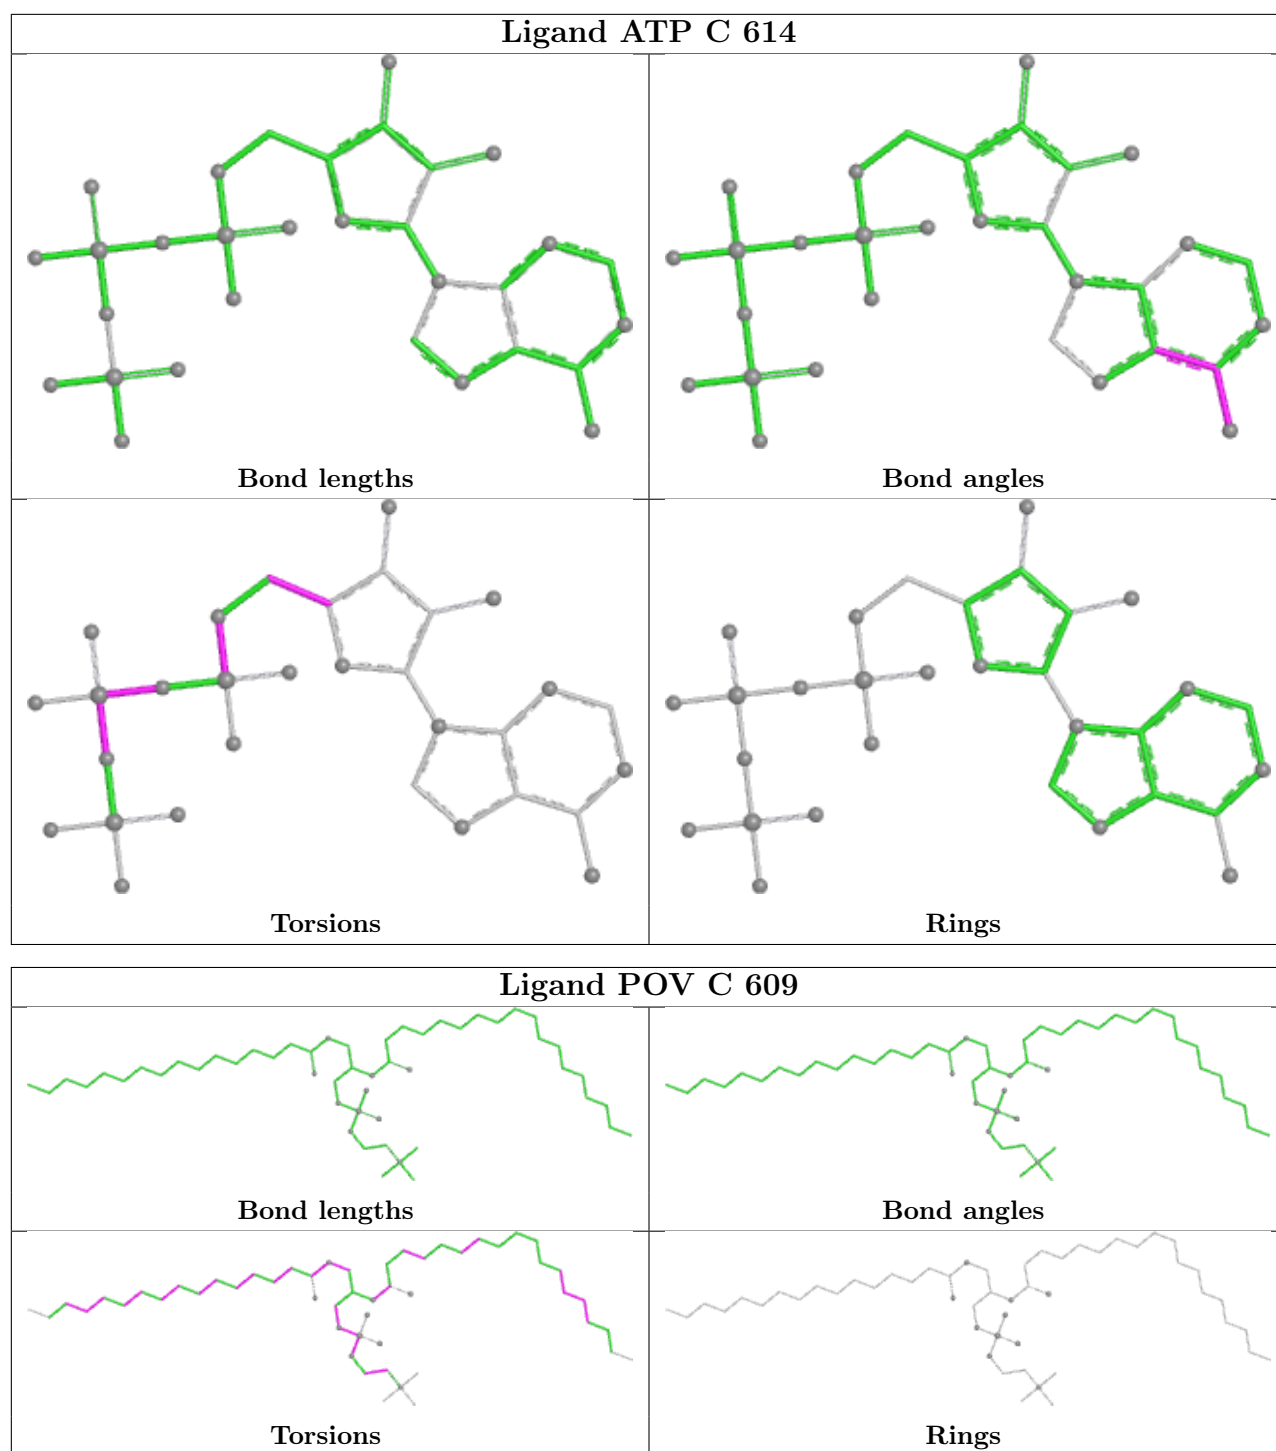 Ligand ATP C 614
Bond lengths
Bond angles
Torsions
Rings
Ligand POV C 609
Bond lengths
Bond angles
Torsions
Rings